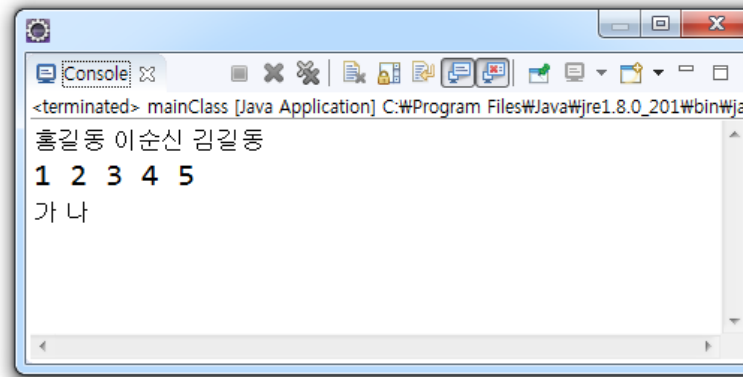 Console
<terminated> mainClass [Java Application] C:₩Program Files₩Java₩jre1.8.0_201₩bin₩ja
홍길동 이순신 김길동
1 2 3 4 5
가 나